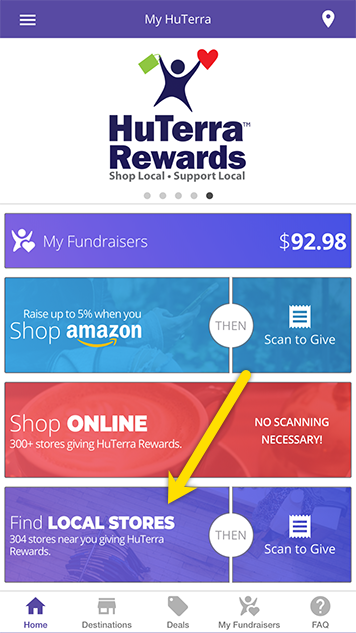 My HuTerra
HuTerra™
Rewards
Shop Local • Support Local
My Fundraisers
$92.98
Raise up to 5% when you
Shop amazon
THEN
Scan to Give
Shop ONLINE
300+ stores giving HuTerra Rewards.
NO SCANNING
NECESSARY!
Find LOCAL STORES
304 stores near you giving HuTerra
Rewards.
THEN
Scan to Give
Home
Destinations
Deals
My Fundraisers
FAQ